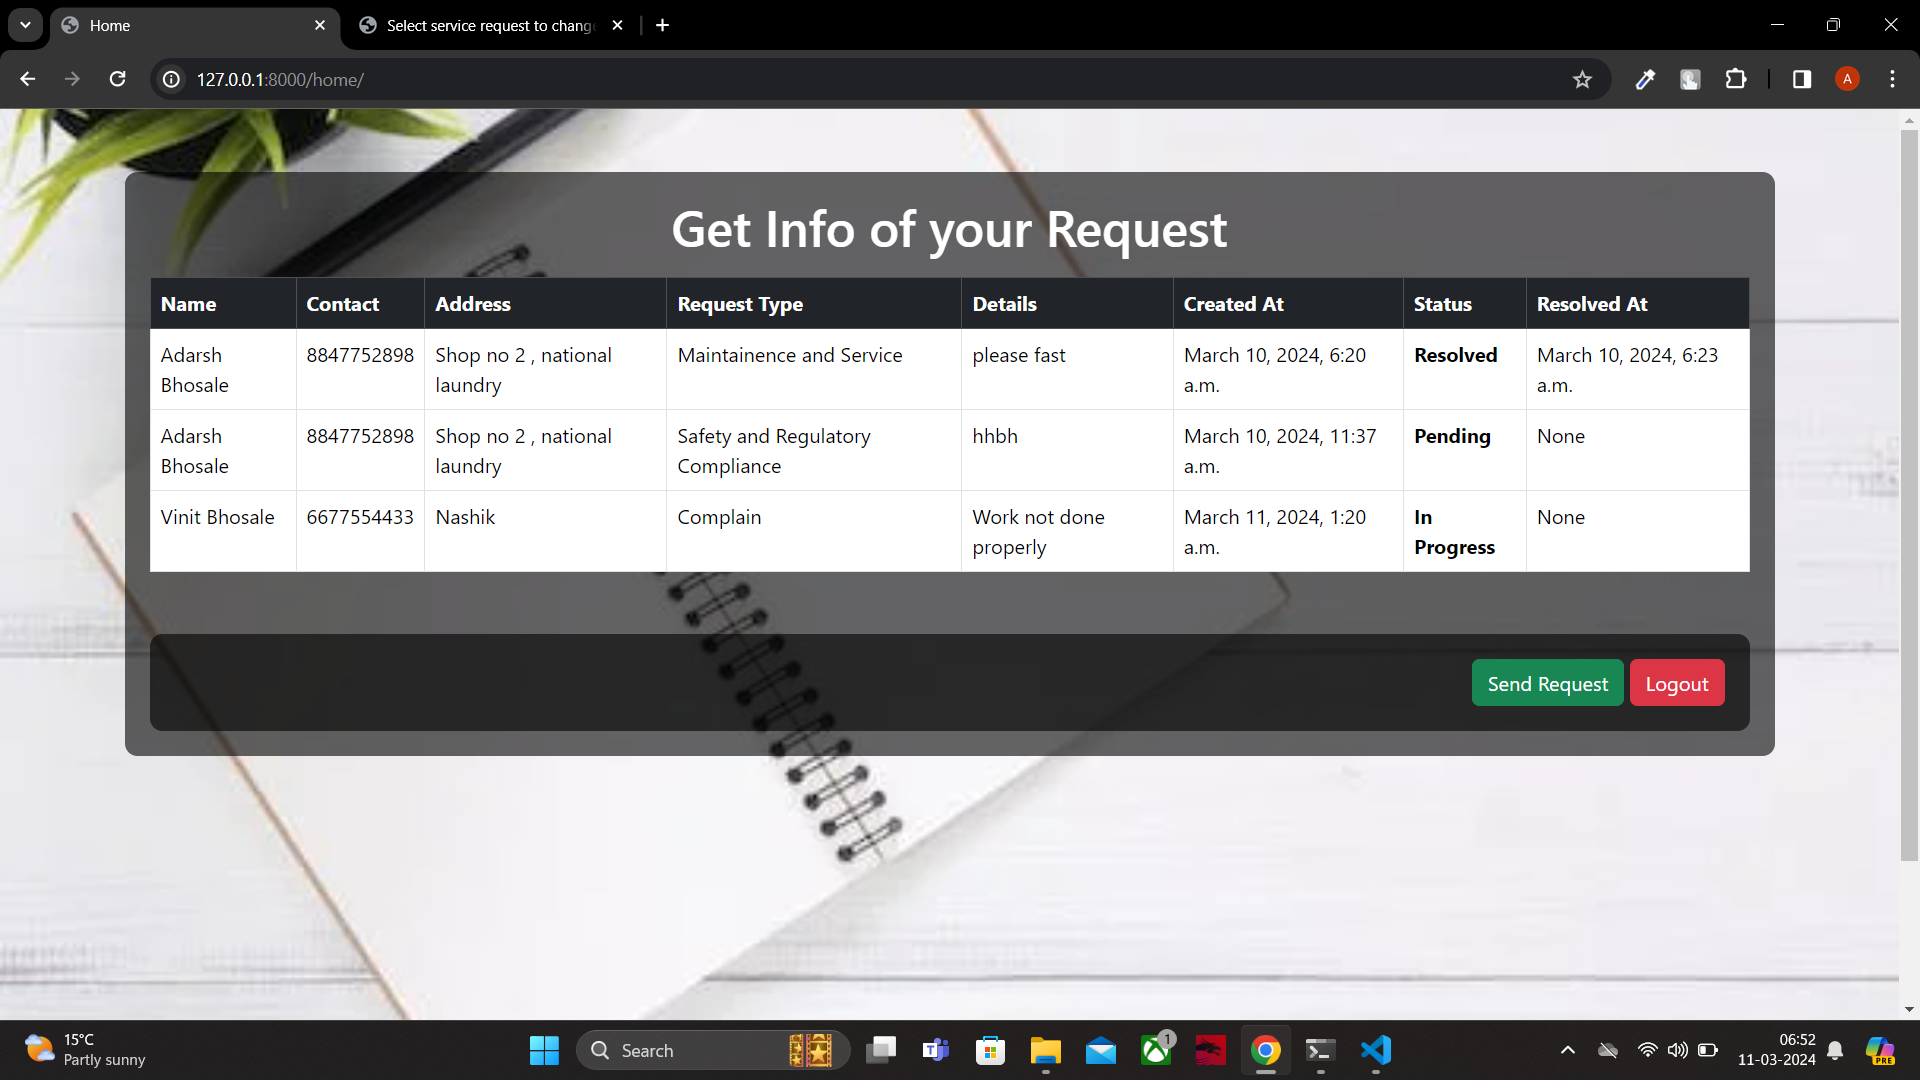 Home
Select service request to chang
127.0.0.1:8000/home/
A
Get Info of your Request
Name Contact Address Request Type Details Created At Status Resolved At
Adarsh Bhosale 8847752898 Shop no 2 , national laundry Maintainence and Service please fast March 10, 2024, 6:20 a.m. Resolved March 10, 2024, 6:23 a.m.
Adarsh Bhosale 8847752898 Shop no 2 , national laundry Safety and Regulatory Compliance hhbh March 10, 2024, 11:37 a.m. Pending None
Vinit Bhosale 6677554433 Nashik Complain Work not done properly March 11, 2024, 1:20 a.m. In Progress None
Send Request Logout
15°C
Partly sunny
Search
1
06:52
11-03-2024
PRE